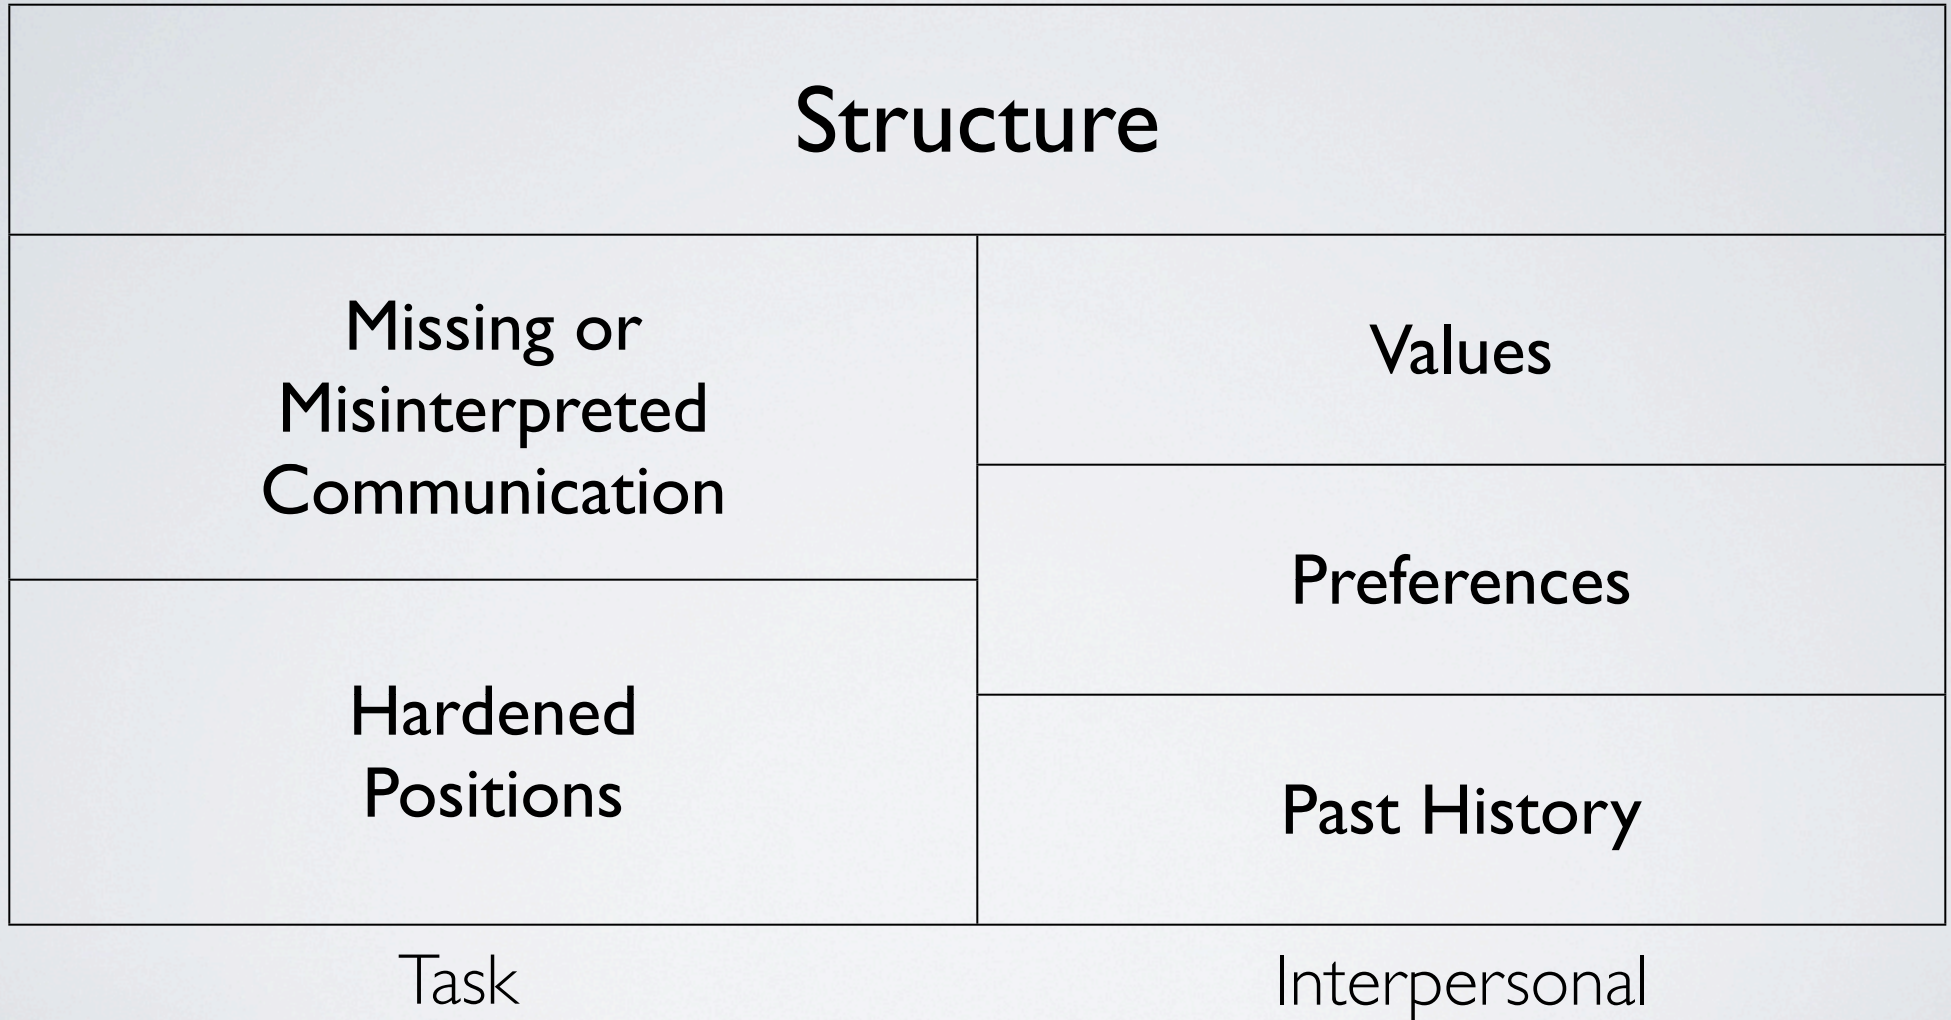 Structure
Missing or
Misinterpreted
Communication
Hardened
Positions
Values
Preferences
Past History
Task
Interpersonal